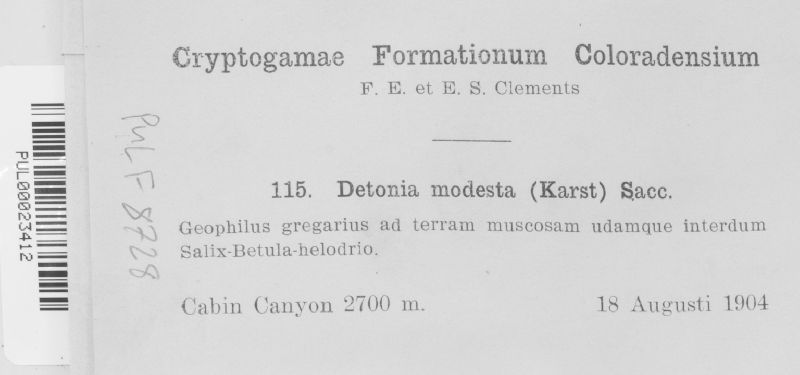 Cryptogamae Formationum Coloradensium
F. E. et E. S. Clements
115. Detonia modesta (Karst) Sacc.
Geophilus gregarius ad terram muscosam udamque interdum
Salix-Betula-helodrio.
Cabin Canyon 2700 m. 18 Augusti 1904
PUL F 8728
PUL00023412